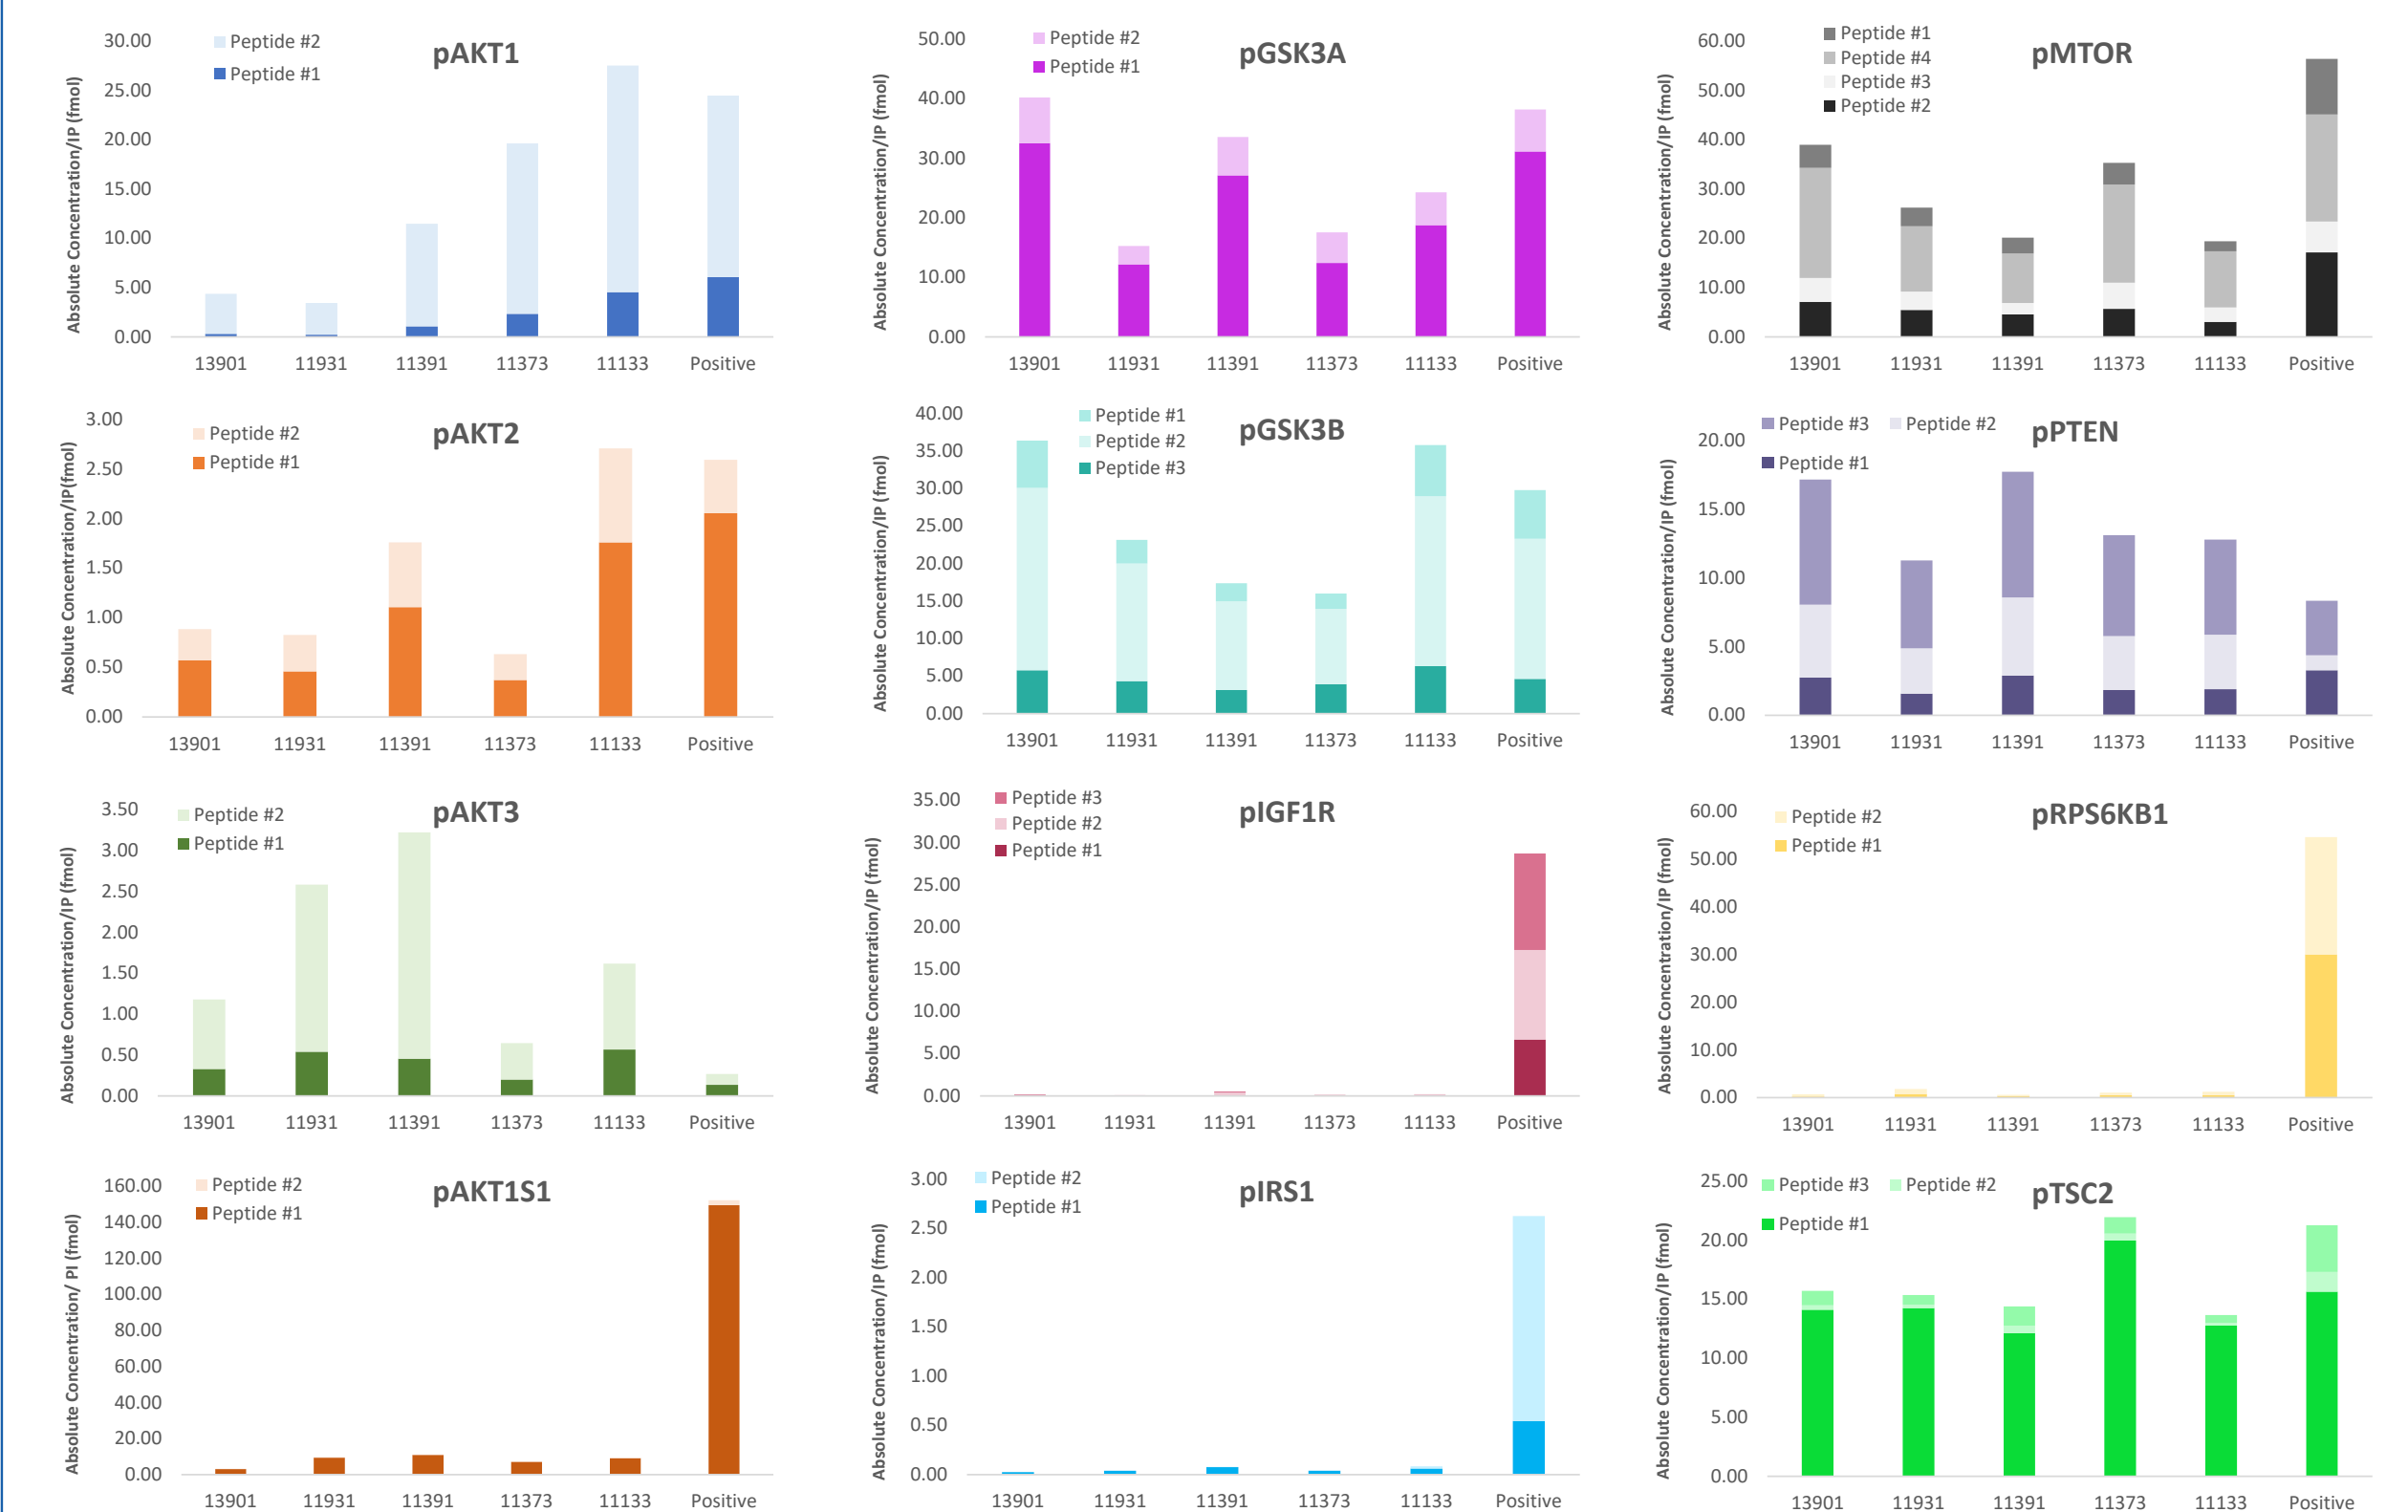 pAKT1
Peptide #2
Peptide #1
Absolute Concentration/IP (fmol)
30.00
25.00
20.00
15.00
10.00
5.00
0.00
13901 11931 11391 11373 11133 Positive
pGSK3A
Peptide #2
Peptide #1
Absolute Concentration/IP (fmol)
50.00
40.00
30.00
20.00
10.00
0.00
13901 11931 11391 11373 11133 Positive
pMTOR
Peptide #1
Peptide #4
Peptide #3
Peptide #2
Absolute Concentration/IP (fmol)
60.00
50.00
40.00
30.00
20.00
10.00
0.00
13901 11931 11391 11373 11133 Positive
pAKT2
Peptide #2
Peptide #1
Absolute Concentration/IP(fmol)
3.00
2.50
2.00
1.50
1.00
0.50
0.00
13901 11931 11391 11373 11133 Positive
pGSK3B
Peptide #1
Peptide #2
Peptide #3
Absolute Concentration/IP (fmol)
40.00
35.00
30.00
25.00
20.00
15.00
10.00
5.00
0.00
13901 11931 11391 11373 11133 Positive
pPTEN
Peptide #3 Peptide #2
Peptide #1
Absolute Concentration/IP (fmol)
20.00
15.00
10.00
5.00
0.00
13901 11931 11391 11373 11133 Positive
pAKT3
Peptide #2
Peptide #1
Absolute Concentration/IP (fmol)
3.50
3.00
2.50
2.00
1.50
1.00
0.50
0.00
13901 11931 11391 11373 11133 Positive
pIGF1R
Peptide #3
Peptide #2
Peptide #1
Absolute Concentration/IP (fmol)
35.00
30.00
25.00
20.00
15.00
10.00
5.00
0.00
13901 11931 11391 11373 11133 Positive
pRPS6KB1
Peptide #2
Peptide #1
Absolute Concentration/IP (fmol)
60.00
50.00
40.00
30.00
20.00
10.00
0.00
13901 11931 11391 11373 11133 Positive
pAKT1S1
Peptide #2
Peptide #1
Absolute Concentration/ PI (fmol)
160.00
140.00
120.00
100.00
80.00
60.00
40.00
20.00
0.00
13901 11931 11391 11373 11133 Positive
pIRS1
Peptide #2
Peptide #1
Absolute Concentration/IP (fmol)
3.00
2.50
2.00
1.50
1.00
0.50
0.00
13901 11931 11391 11373 11133 Positive
pTSC2
Peptide #3 Peptide #2
Peptide #1
Absolute Concentration/IP (fmol)
25.00
20.00
15.00
10.00
5.00
0.00
13901 11931 11391 11373 11133 Positive